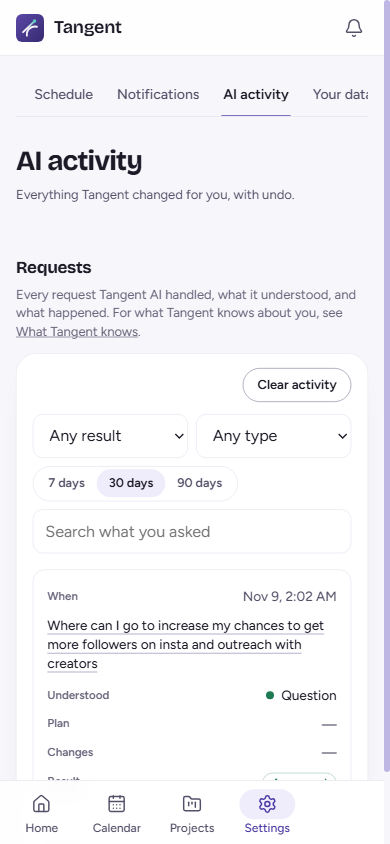 Tangent
Schedule Notifications AI activity Your data
AI activity
Everything Tangent changed for you, with undo.
Requests
Every request Tangent AI handled, what it understood, and
what happened. For what Tangent knows about you, see
What Tangent knows.
Clear activity
Any result Any type
7 days 30 days 90 days
Search what you asked
When Nov 9, 2:02 AM
Where can I go to increase my chances to get
more followers on insta and outreach with
creators
Understood Question
Plan —
Changes —
Result
Home Calendar Projects Settings